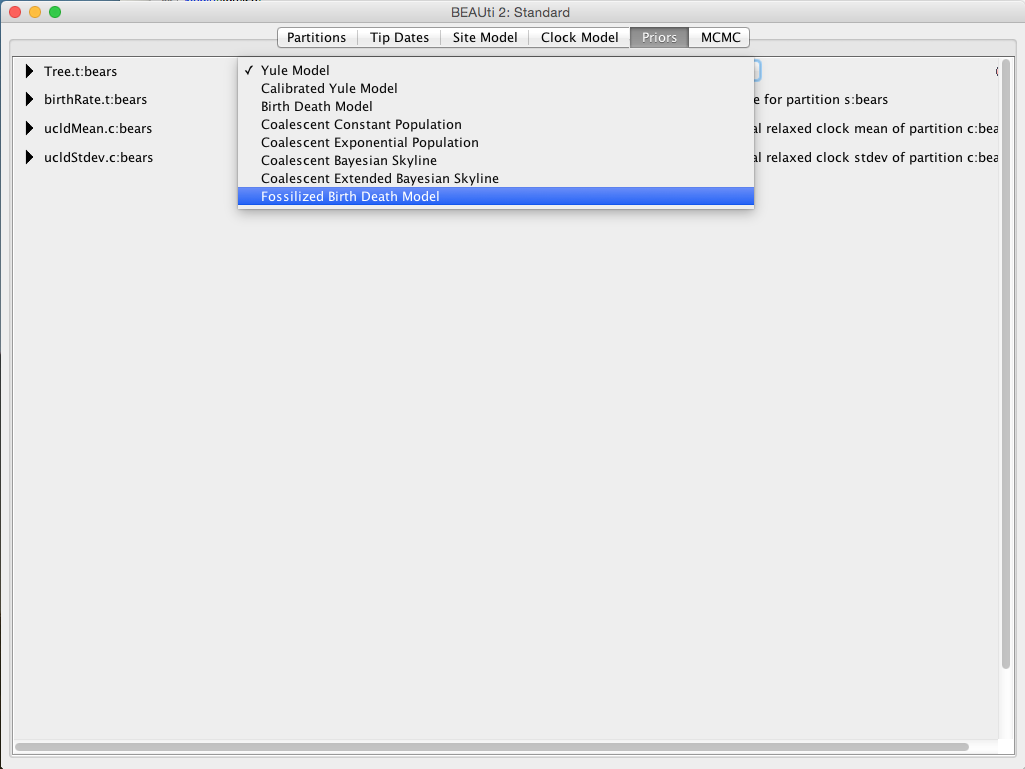 BEAUti 2: Standard
Partitions Tip Dates Site Model Clock Model Priors MCMC
Tree.t:bears
✓ Yule Model
Calibrated Yule Model
Birth Death Model
Coalescent Constant Population
Coalescent Exponential Population
Coalescent Bayesian Skyline
Coalescent Extended Bayesian Skyline
Fossilized Birth Death Model
birthRate.t:bears
e for partition s:bears
ucldMean.c:bears
al relaxed clock mean of partition c:bea
ucldStdev.c:bears
al relaxed clock stdev of partition c:bea